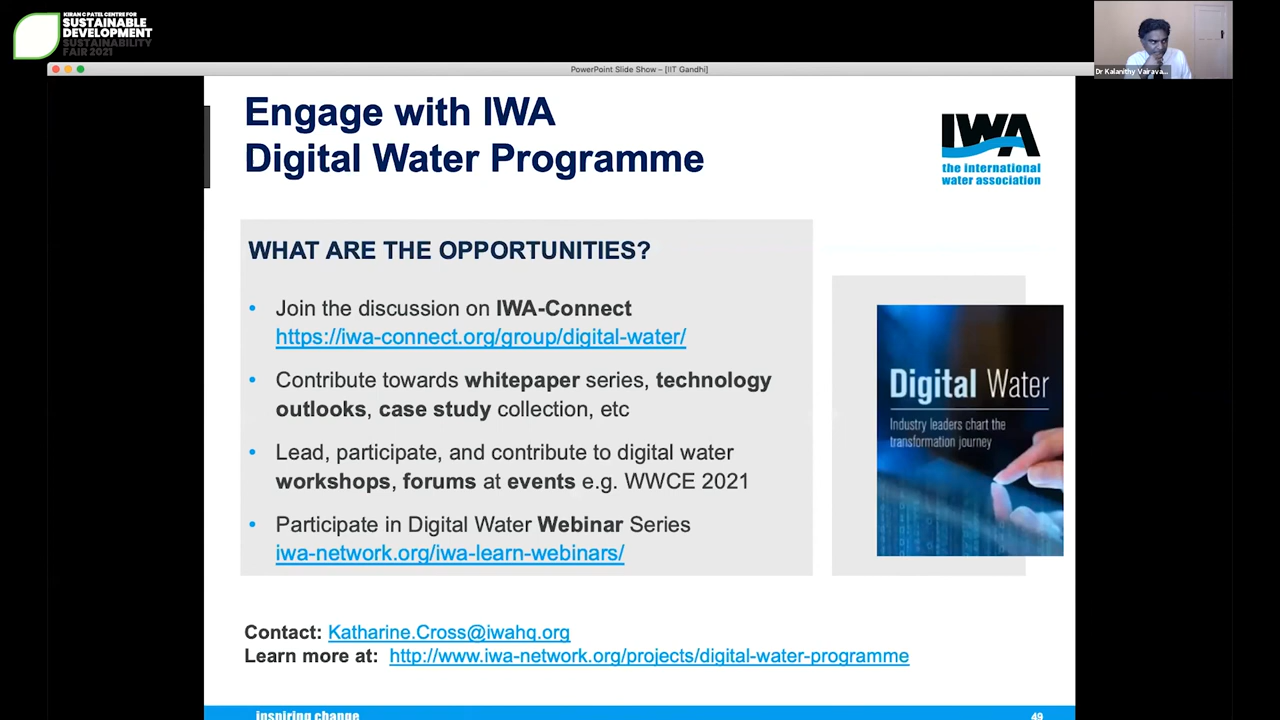 KIRAN C PATEL CENTRE FOR
SUSTAINABLE
DEVELOPMENT
SUSTAINABILITY
FAIR 2021
PowerPoint Slide Show – [IIT Gandhi]
Dr Kalanithy Vairava...
Engage with IWA
Digital Water Programme
IWA
the international
water association
WHAT ARE THE OPPORTUNITIES?
• Join the discussion on IWA-Connect
https://iwa-connect.org/group/digital-water/
• Contribute towards whitepaper series, technology
outlooks, case study collection, etc
• Lead, participate, and contribute to digital water
workshops, forums at events e.g. WWCE 2021
• Participate in Digital Water Webinar Series
iwa-network.org/iwa-learn-webinars/
Digital Water
Industry leaders chart the
transformation journey
Contact: Katharine.Cross@iwahq.org
Learn more at: http://www.iwa-network.org/projects/digital-water-programme
inspiring change
49